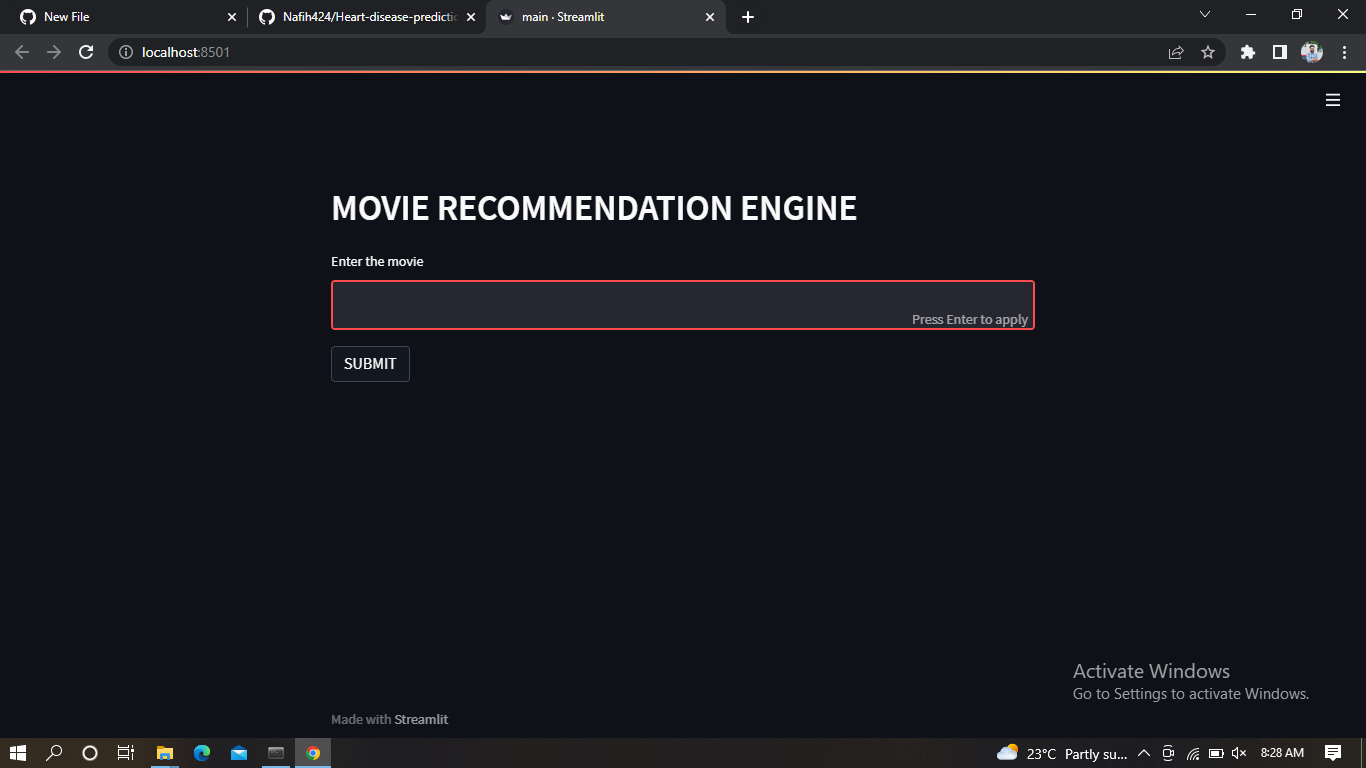 New File
Nafih424/Heart-disease-predictic
main · Streamlit
localhost:8501
MOVIE RECOMMENDATION ENGINE
Enter the movie
Press Enter to apply
SUBMIT
Activate Windows
Go to Settings to activate Windows.
Made with Streamlit
23°C Partly su...
8:28 AM